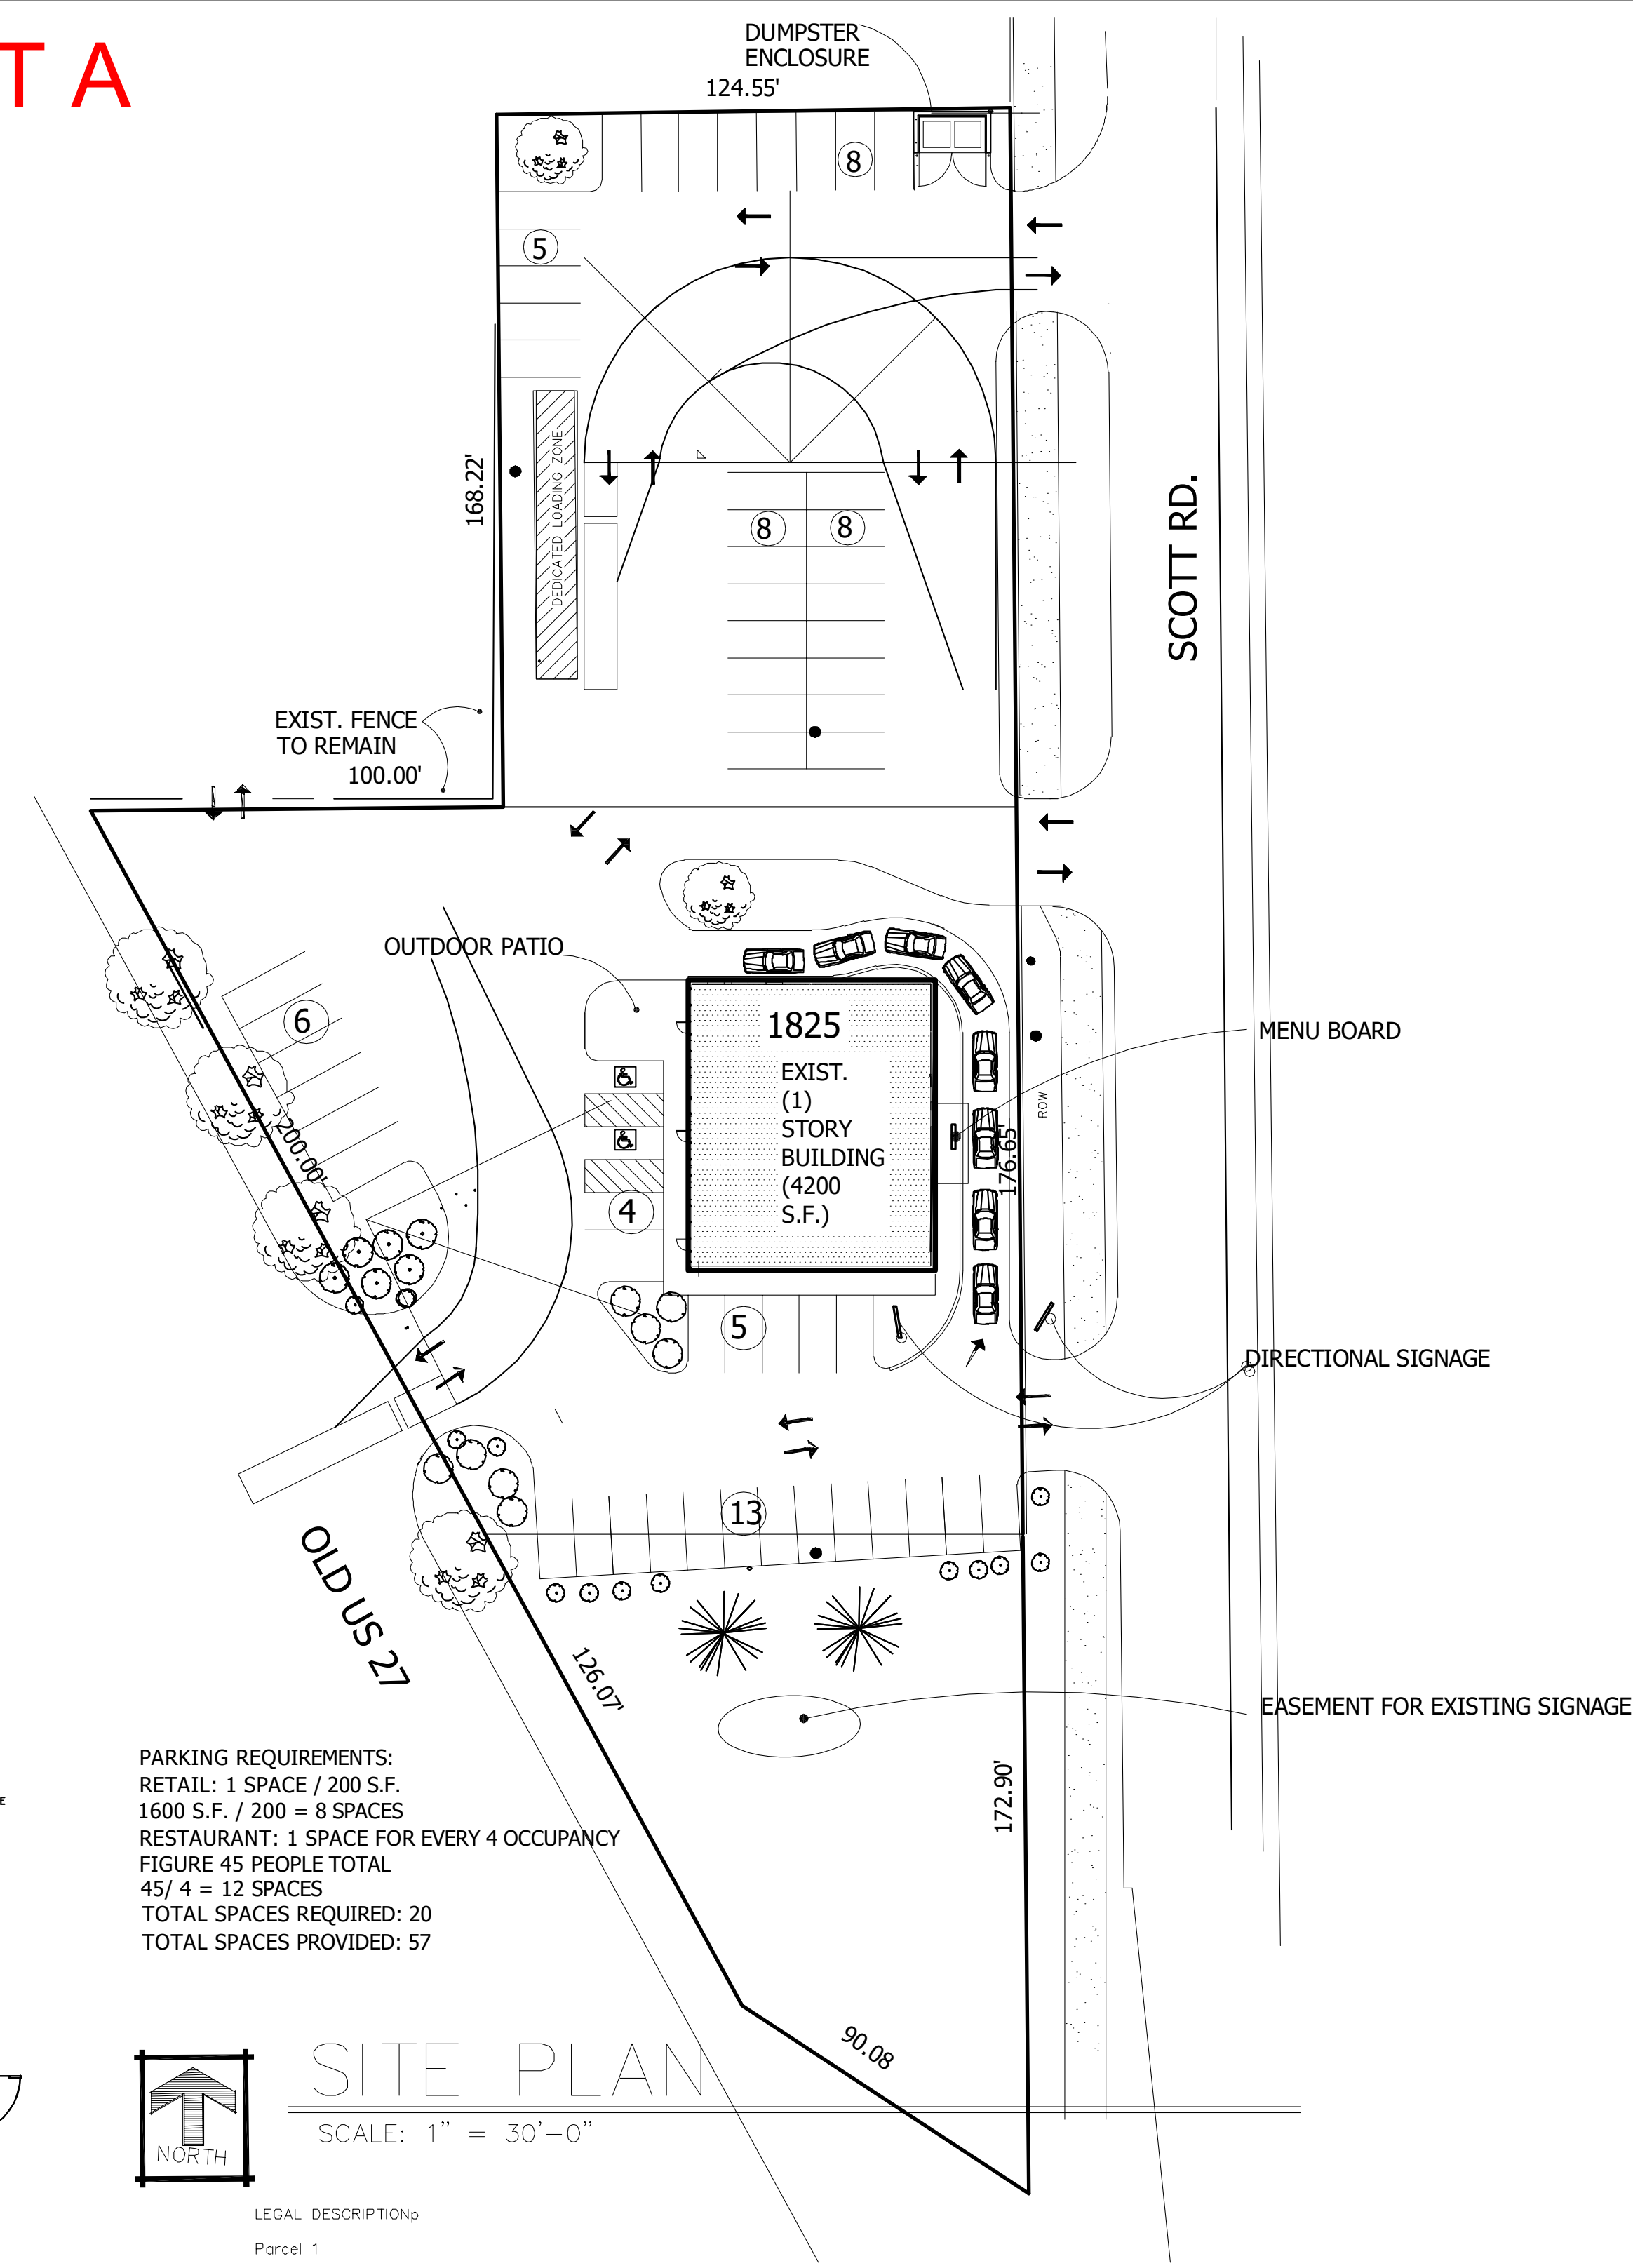 T A
DUMPSTER
ENCLOSURE
124.55'
8
5
DEDICATED LOADING ZONE
168.22'
8
8
SCOTT RD.
EXIST. FENCE
TO REMAIN
100.00'
OUTDOOR PATIO
6
1825
EXIST.
(1)
STORY
BUILDING
(4200
S.F.)
MENU BOARD
ROW
176.65'
200.00'
4
5
DIRECTIONAL SIGNAGE
13
OLD US 27
126.07'
EASEMENT FOR EXISTING SIGNAGE
172.90'
PARKING REQUIREMENTS:
RETAIL: 1 SPACE / 200 S.F.
1600 S.F. / 200 = 8 SPACES
RESTAURANT: 1 SPACE FOR EVERY 4 OCCUPANCY
FIGURE 45 PEOPLE TOTAL
45/ 4 = 12 SPACES
TOTAL SPACES REQUIRED: 20
TOTAL SPACES PROVIDED: 57
E
90.08
SITE PLAN
SCALE: 1" = 30'-0"
NORTH
LEGAL DESCRIPTIONp
Parcel 1